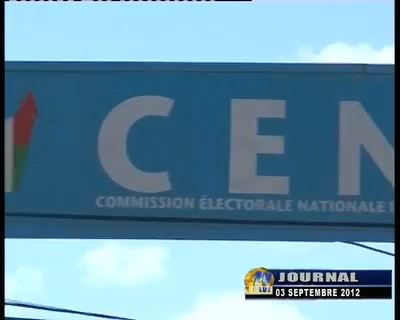 CEN
COMMISSION ÉLECTORALE NATIONALE
JOURNAL
03 SEPTEMBRE 2012